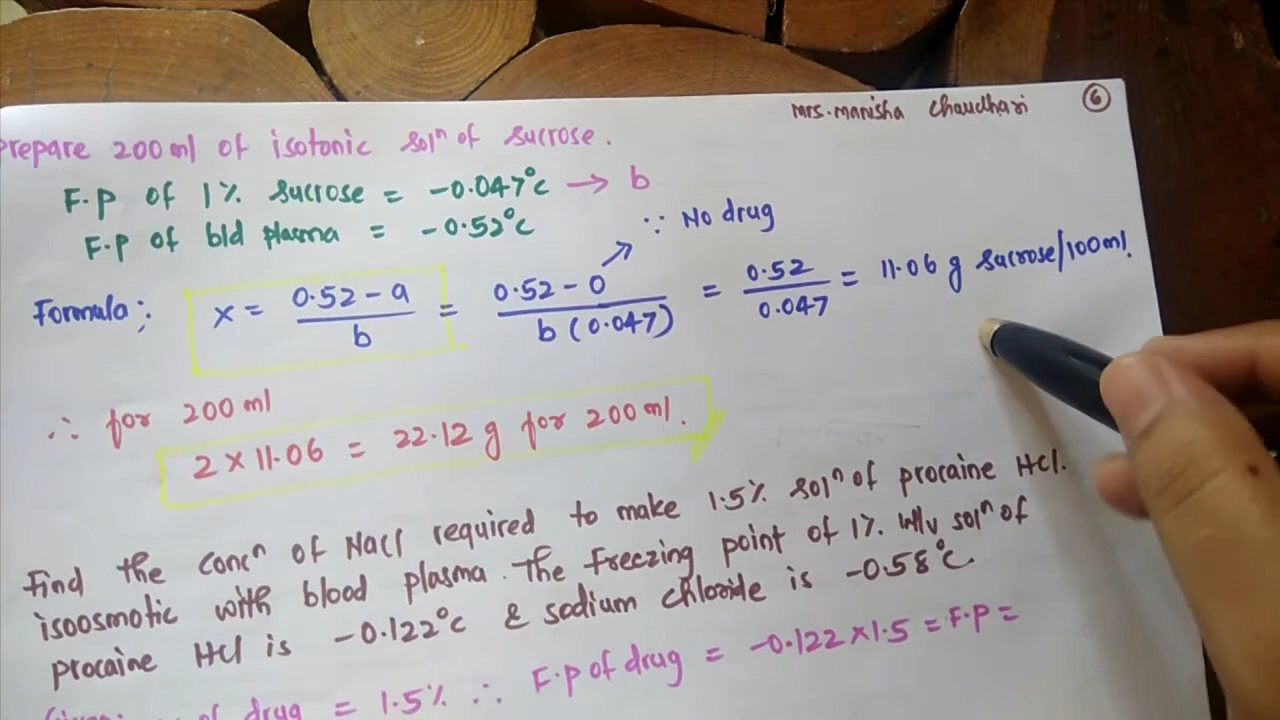 Mrs. Manisha Chaudhari 6
Prepare 200 ml of isotonic solⁿ of sucrose.
F.p of 1% sucrose = -0.047°c → b
F.p of bld plasma = -0.52°c
∵ No drug
Formula; x = 0.52 - a / b = 0.52 - 0 / b (0.047) = 0.52 / 0.047 = 11.06 g sucrose/100ml.
∴ for 200 ml
2 × 11.06 = 22.12 g for 200 ml.
Find the concⁿ of Nacl required to make 1.5% solⁿ of procaine Hcl.
isoosmotic with blood plasma. The freezing point of 1% w/v solⁿ of
procaine Hcl is -0.122°c & sodium chloride is -0.58°c.
of drug = 1.5% ∴ F.p of drug = -0.122×1.5 = F.p =